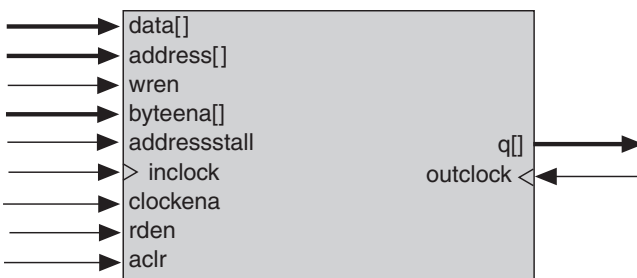 data[]
address[]
wren
byteena[]
addressstall
inclock
clockena
rden
aclr
q[]
outclock